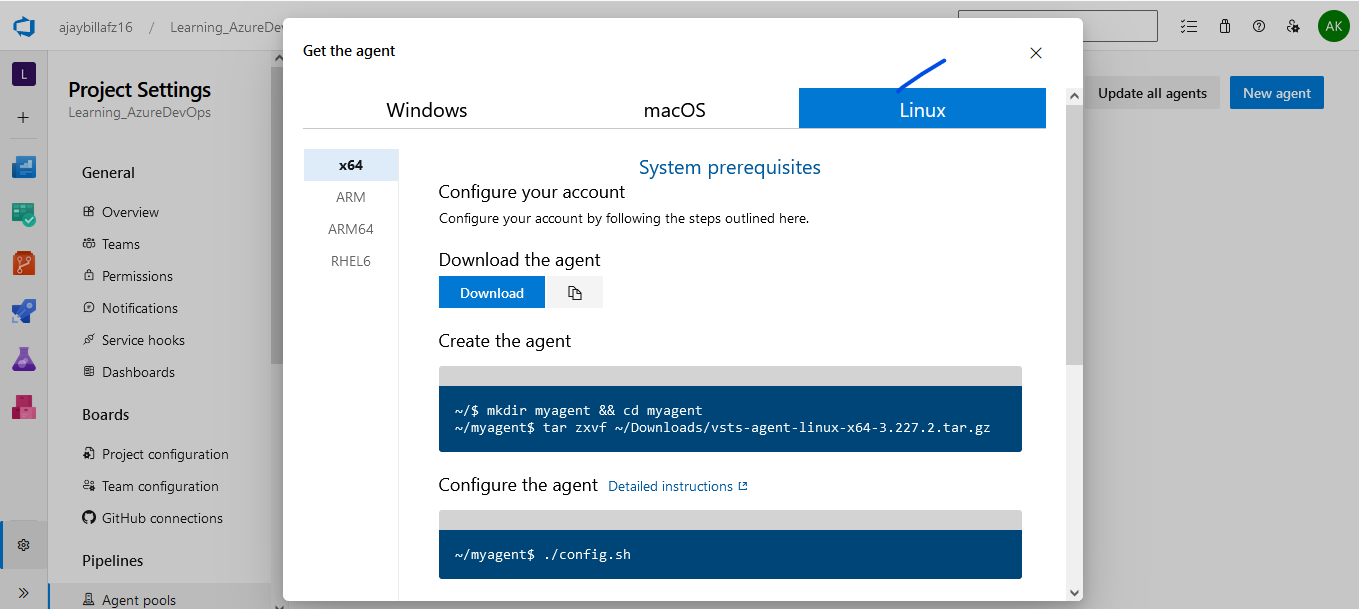 ajaybillafz16 / Learning_AzureDev
AK
L
Project Settings
Learning_AzureDevOps
General
Overview
Teams
Permissions
Notifications
Service hooks
Dashboards
Boards
Project configuration
Team configuration
GitHub connections
Pipelines
Agent pools
Get the agent
Windows
macOS
Linux
x64
ARM
ARM64
RHEL6
System prerequisites
Configure your account
Configure your account by following the steps outlined here.
Download the agent
Download
Create the agent
~/$ mkdir myagent && cd myagent
~/myagent$ tar zxvf ~/Downloads/vsts-agent-linux-x64-3.227.2.tar.gz
Configure the agent Detailed instructions
~/myagent$ ./config.sh
Update all agents
New agent